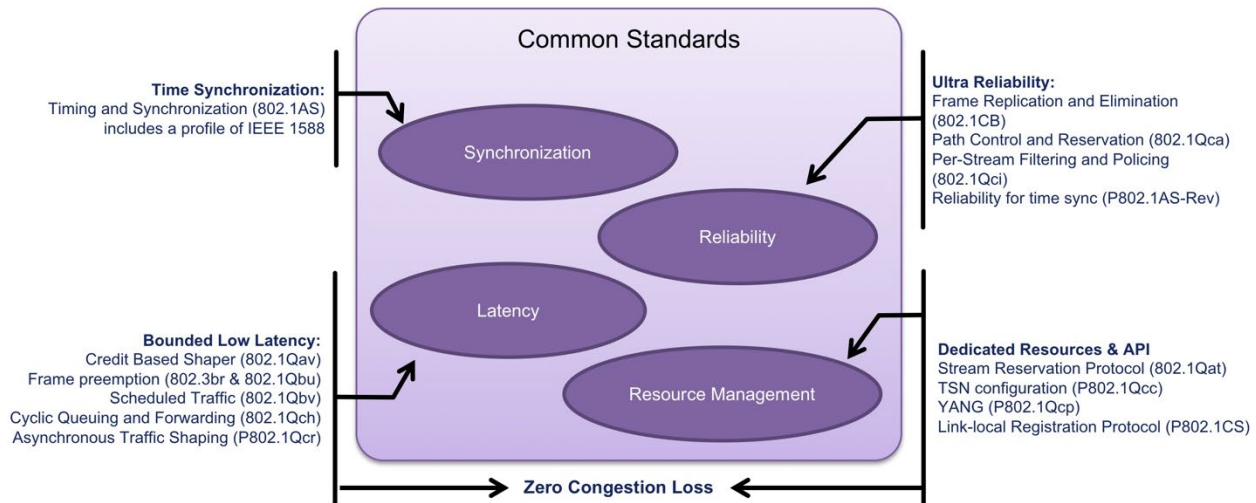 Common Standards
Time Synchronization:
Timing and Synchronization (802.1AS)
includes a profile of IEEE 1588
Synchronization
Ultra Reliability:
Frame Replication and Elimination
(802.1CB)
Path Control and Reservation (802.1Qca)
Per-Stream Filtering and Policing
(802.1Qci)
Reliability for time sync (P802.1AS-Rev)
Reliability
Latency
Bounded Low Latency:
Credit Based Shaper (802.1Qav)
Frame preemption (802.3br & 802.1Qbu)
Scheduled Traffic (802.1Qbv)
Cyclic Queuing and Forwarding (802.1Qch)
Asynchronous Traffic Shaping (P802.1Qcr)
Resource Management
Dedicated Resources & API
Stream Reservation Protocol (802.1Qat)
TSN configuration (P802.1Qcc)
YANG (P802.1Qcp)
Link-local Registration Protocol (P802.1CS)
Zero Congestion Loss